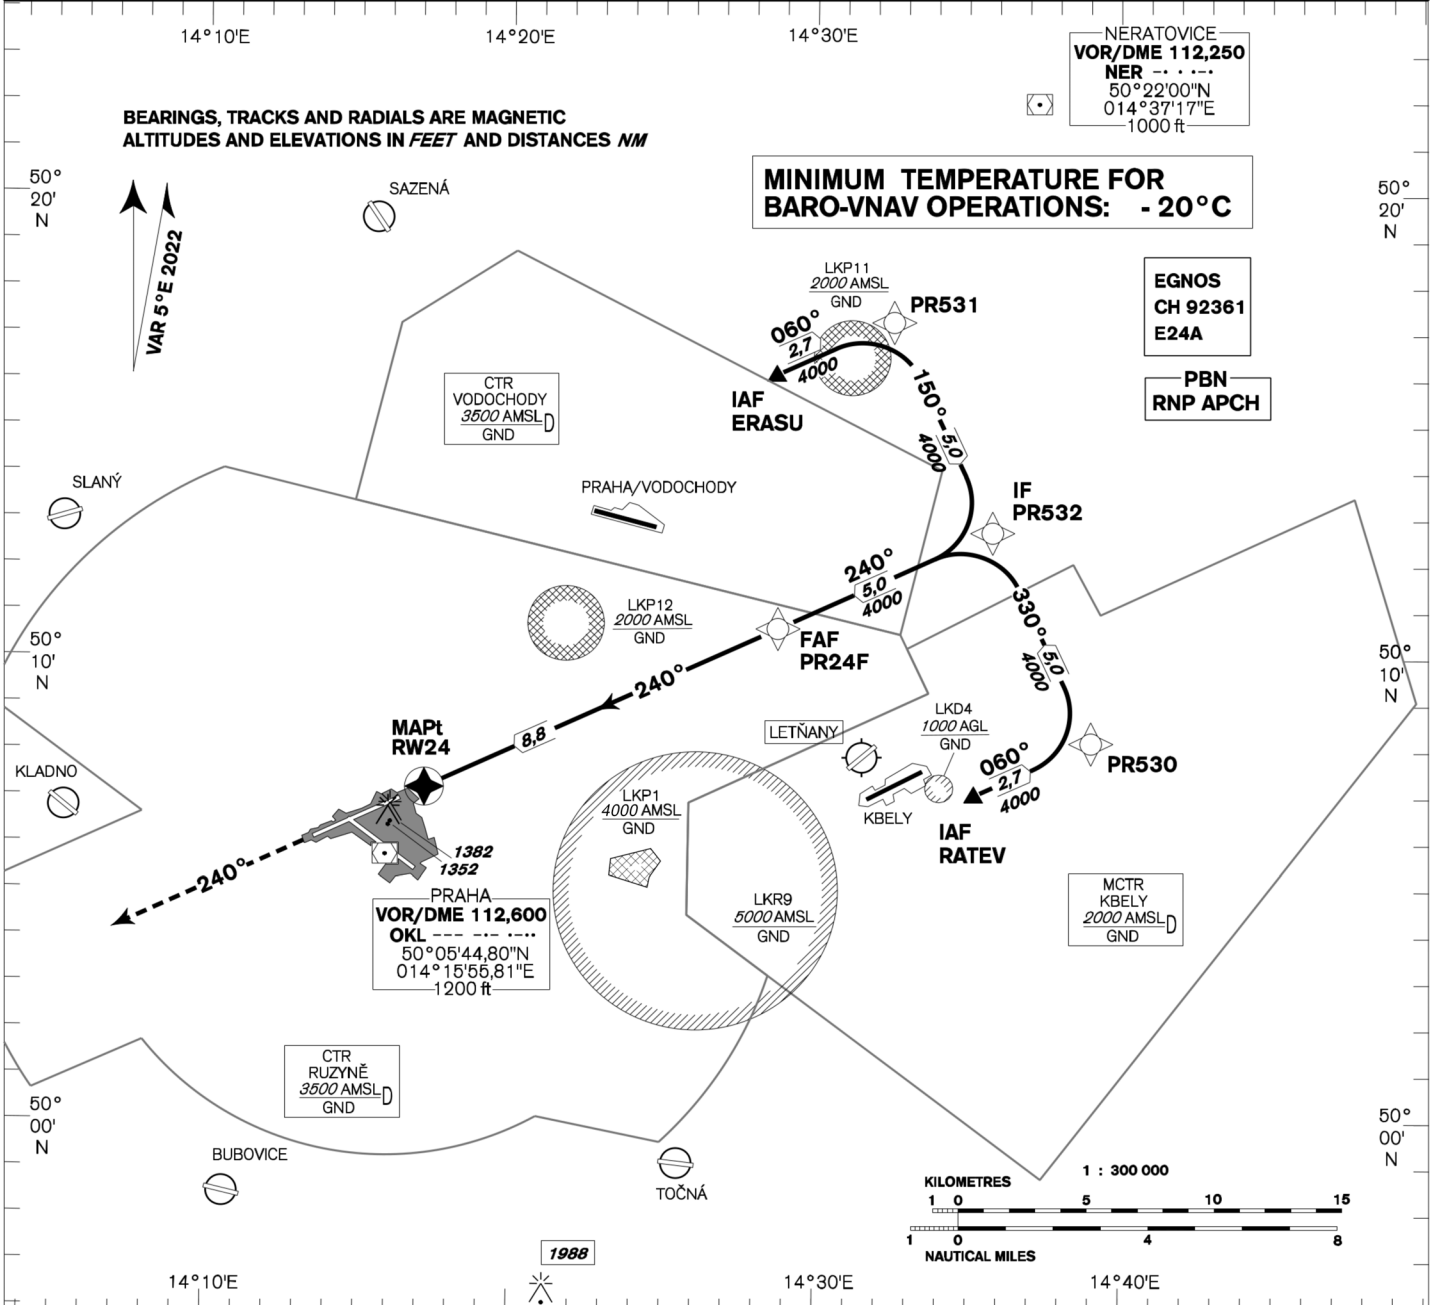 14°10'E
14°20'E
14°30'E
NERATOVICE
VOR/DME 112,250
NER
50°22'00"N
014°37'17"E
1000 ft
BEARINGS, TRACKS AND RADIALS ARE MAGNETIC
ALTITUDES AND ELEVATIONS IN FEET AND DISTANCES NM
MINIMUM TEMPERATURE FOR
BARO-VNAV OPERATIONS: - 20°C
50°
20'
N
SAZENÁ
50°
20'
N
VAR 5°E 2022
EGNOS
CH 92361
E24A
PBN
RNP APCH
LKP11
2000 AMSL
GND
PR531
060°
2,7
4000
IAF
ERASU
150°
5,0
4000
CTR
VODOCHODY
3500 AMSL
GND
D
SLANÝ
PRAHA/VODOCHODY
IF
PR532
240°
5,0
4000
LKP12
2000 AMSL
GND
FAF
PR24F
330°
5,0
4000
50°
10'
N
50°
10'
N
240°
8,8
MAPt
RW24
LETŇANY
LKD4
1000 AGL
GND
060°
2,7
4000
PR530
KLADNO
LKP1
4000 AMSL
GND
KBELY
IAF
RATEV
1382
1352
240°
PRAHA
VOR/DME 112,600
OKL
50°05'44,80"N
014°15'55,81"E
1200 ft
LKR9
5000 AMSL
GND
MCTR
KBELY
2000 AMSL
GND
D
CTR
RUZYNĚ
3500 AMSL
GND
D
50°
00'
N
50°
00'
N
BUBOVICE
TOČNÁ
1 : 300 000
KILOMETRES
1 0 5 10 15
1 0 4 8
NAUTICAL MILES
1988
14°10'E
14°30'E
14°40'E